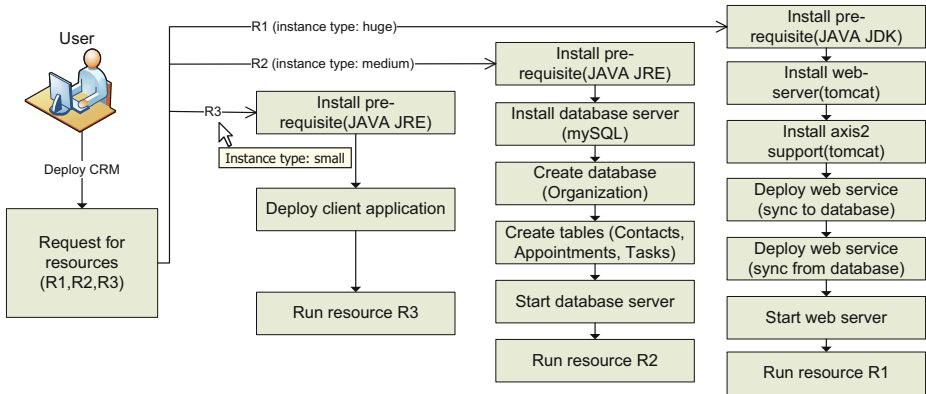 User
Deploy CRM
Request for
resources
(R1,R2,R3)
R1 (instance type: huge)
R2 (instance type: medium)
R3
Instance type: small
Install pre-
requisite(JAVA JRE)
Deploy client application
Run resource R3
Install pre-
requisite(JAVA JRE)
Install database server
(mySQL)
Create database
(Organization)
Create tables (Contacts,
Appointments, Tasks)
Start database server
Run resource R2
Install pre-
requisite(JAVA JDK)
Install web-
server(tomcat)
Install axis2
support(tomcat)
Deploy web service
(sync to database)
Deploy web service
(sync from database)
Start web server
Run resource R1